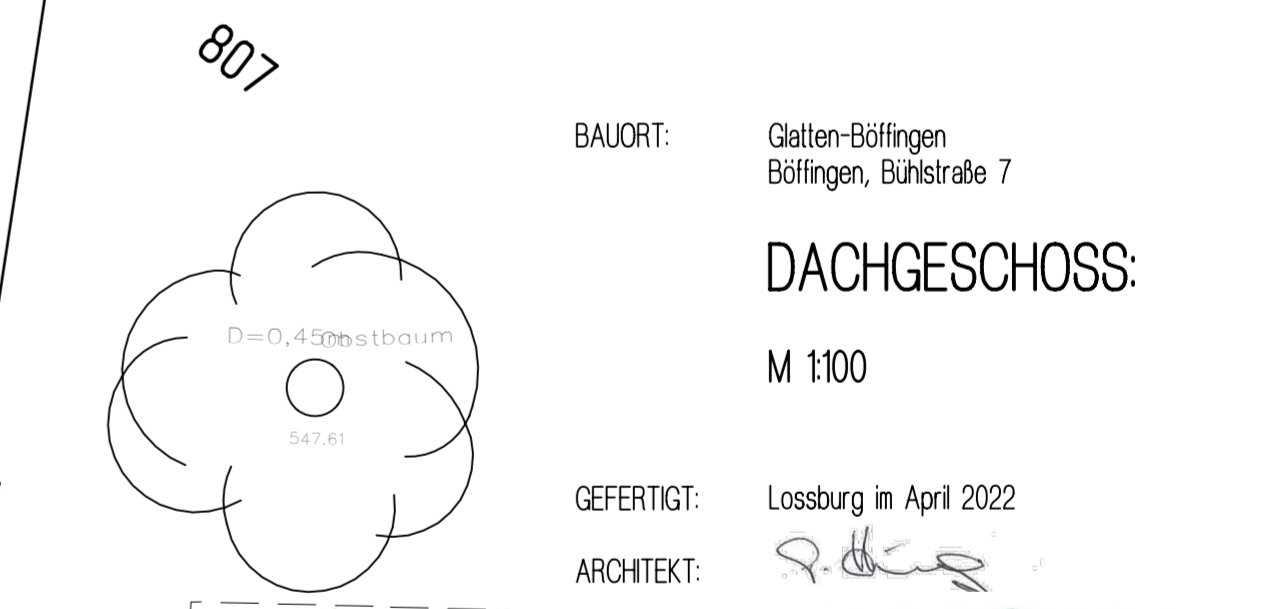 807
BAUORT: Glatten-Böffingen
Böffingen, Bühlstraße 7
DACHGESCHOSS:
D=0,45m Obstbaum
M 1:100
547.61
GEFERTIGT: Lossburg im April 2022
ARCHITEKT: